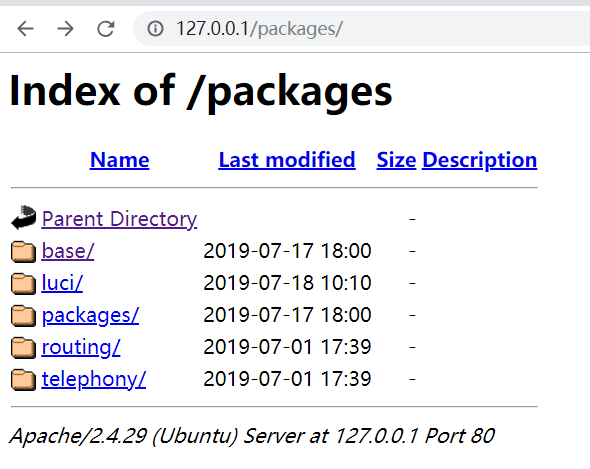 127.0.0.1/packages/
Index of /packages
Name Last modified Size Description
Parent Directory -
base/ 2019-07-17 18:00 -
luci/ 2019-07-18 10:10 -
packages/ 2019-07-17 18:00 -
routing/ 2019-07-01 17:39 -
telephony/ 2019-07-01 17:39 -
Apache/2.4.29 (Ubuntu) Server at 127.0.0.1 Port 80